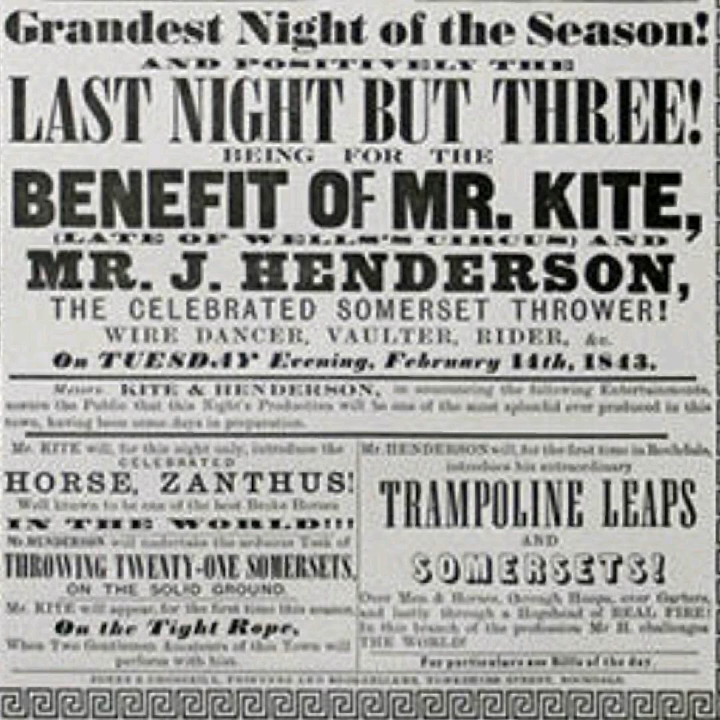 Grandest Night of the Season!
AND POSITIVELY THE
LAST NIGHT BUT THREE!
BEING FOR THE
BENEFIT OF MR. KITE,
(LATE OF WELLS'S CIRCUS) AND
MR. J. HENDERSON,
THE CELEBRATED SOMERSET THROWER!
WIRE DANCER, VAULTER, RIDER, &c.
On TUESDAY Evening, February 14th, 1843.
Messrs. KITE & HENDERSON, in announcing the following Entertainments,
assure the Public that this Night's Production will be one of the most splendid ever produced in this
town, having been some days in preparation.
Mr. KITE will, for this night only, introduce the
CELEBRATED
HORSE, ZANTHUS!
Well known to be one of the best Broke Horses
IN THE WORLD!!!
Mr. HENDERSON will undertake the arduous Task of
THROWING TWENTY-ONE SOMERSETS,
ON THE SOLID GROUND.
Mr. KITE will appear, for the first time this season,
On the Tight Rope,
When Two Gentlemen Amateurs of this Town will
perform with him.
Mr. HENDERSON will, for the first time in Rochdale,
introduce his extraordinary
TRAMPOLINE LEAPS
AND
SOMERSETS!
Over Men & Horses, through Hoops, over Garters,
and lastly through a Hogshead of REAL FIRE!
In this branch of the profession Mr H. challenges
THE WORLD!
For particulars see Bills of the day.
PRINTERS AND BOOKSELLERS, YORKSHIRE STREET, ROCHDALE.